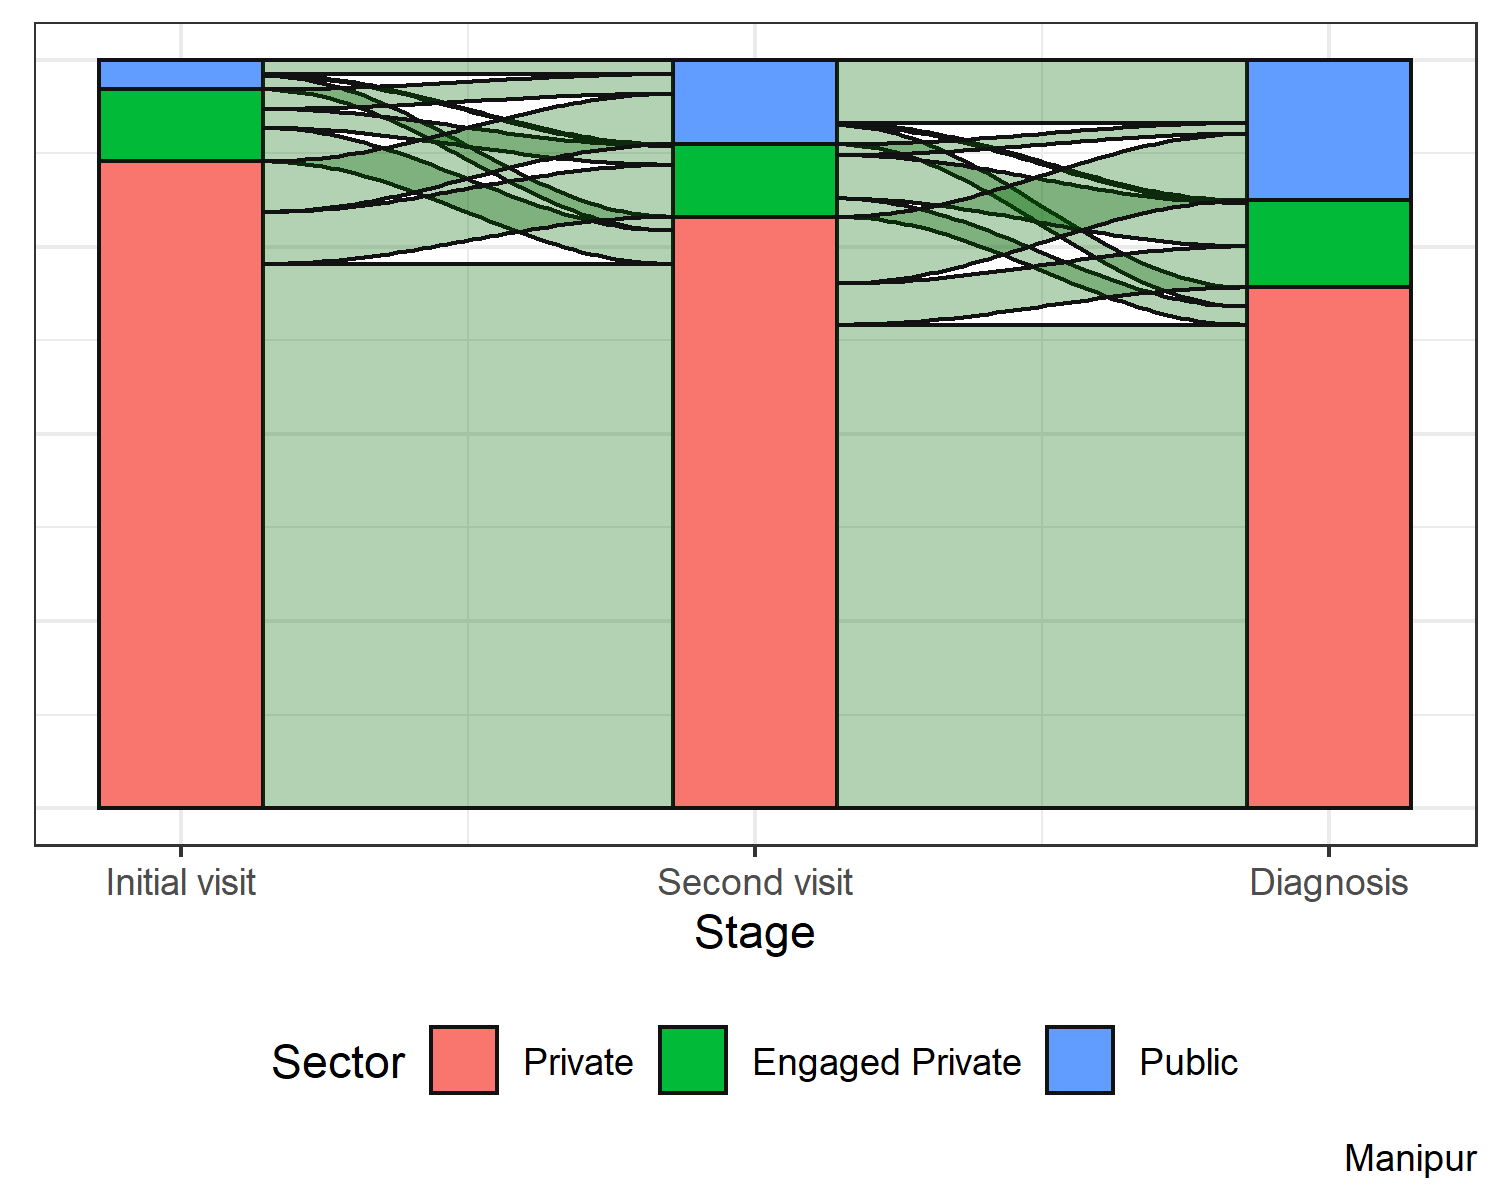 Initial visit Second visit Diagnosis
Stage
Sector Private Engaged Private Public
Manipur